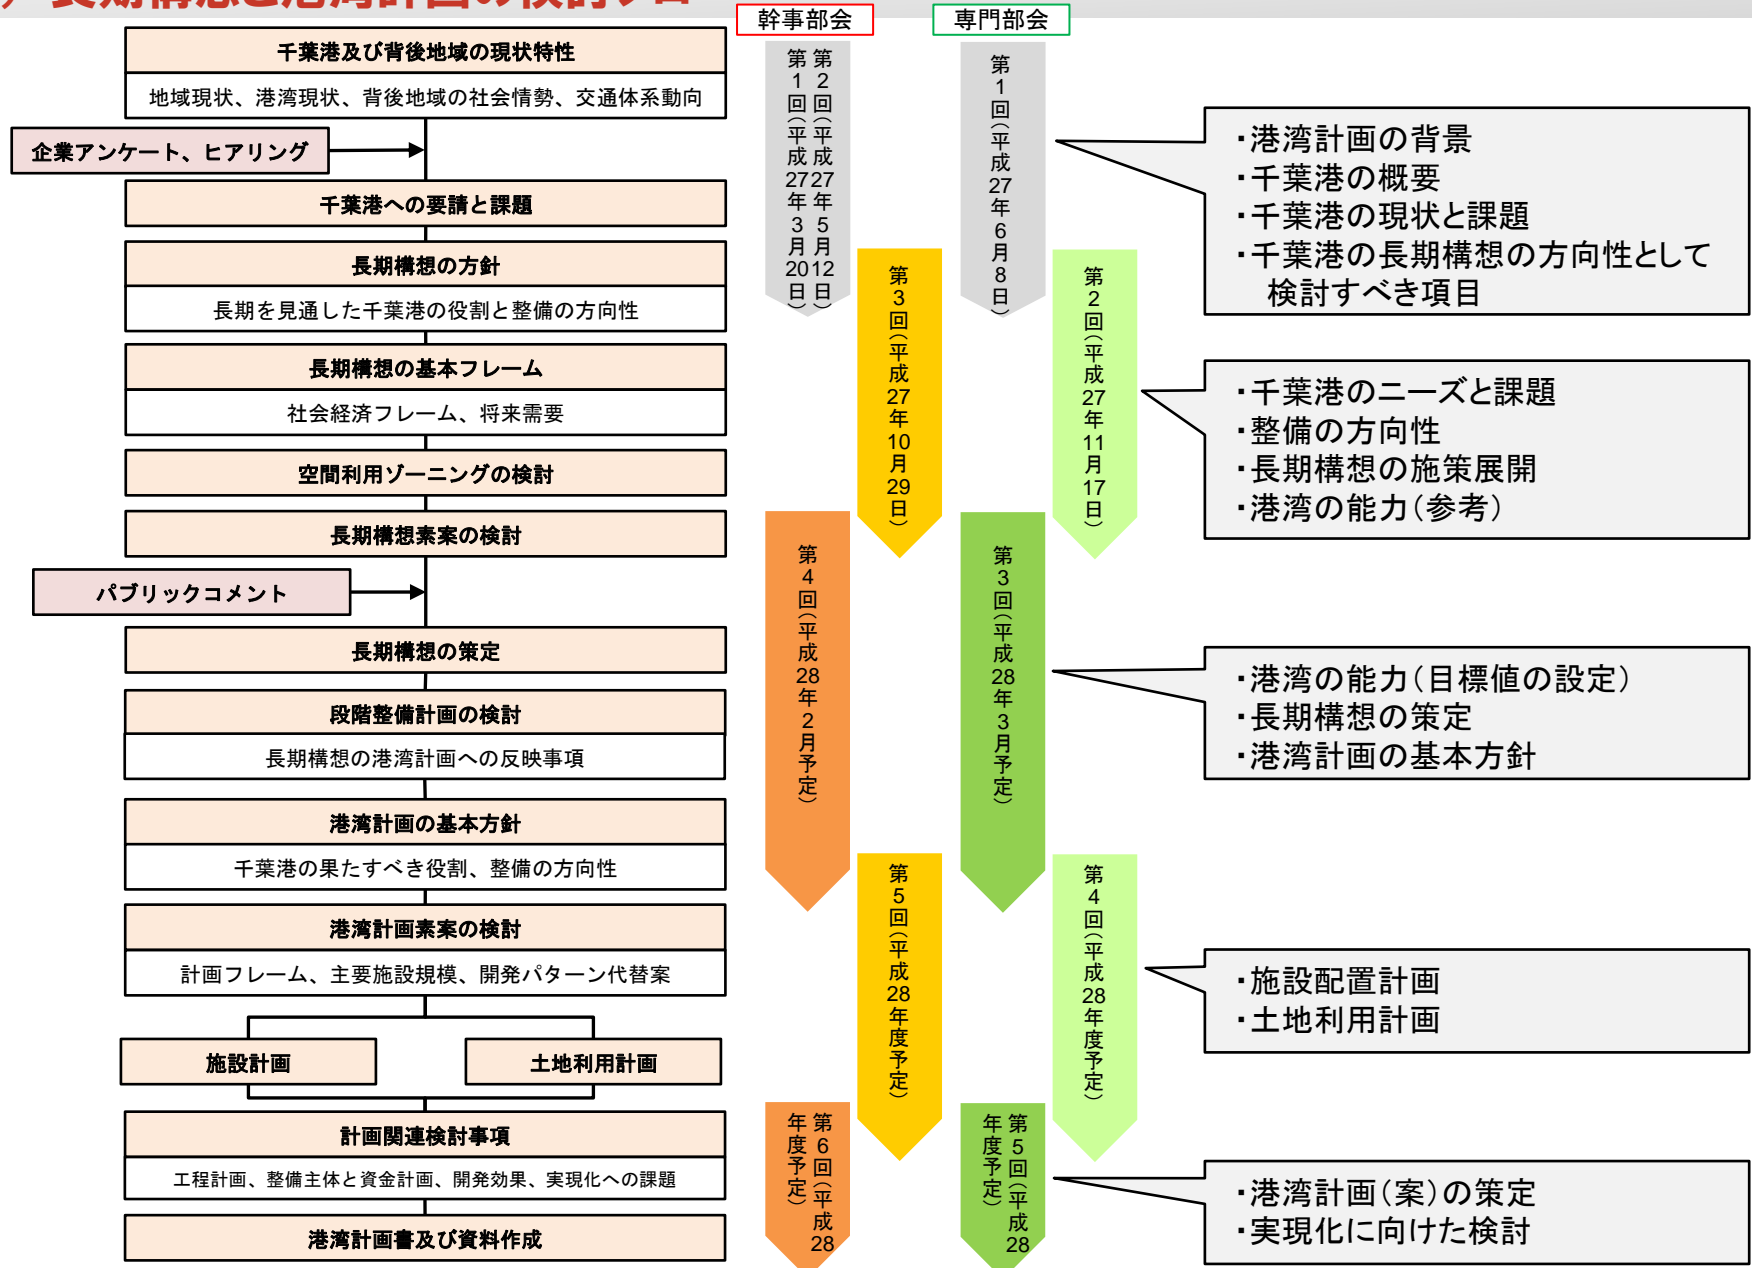 長期構想と港湾計画の検討フロー
幹事部会
専門部会
千葉港及び背後地域の現状特性
地域現状、港湾現状、背後地域の社会情勢、交通体系動向
企業アンケート、ヒアリング
千葉港への要請と課題
長期構想の方針
長期を見通した千葉港の役割と整備の方向性
長期構想の基本フレーム
社会経済フレーム、将来需要
空間利用ゾーニングの検討
長期構想素案の検討
パブリックコメント
長期構想の策定
段階整備計画の検討
長期構想の港湾計画への反映事項
港湾計画の基本方針
千葉港の果たすべき役割、整備の方向性
港湾計画素案の検討
計画フレーム、主要施設規模、開発パターン代替案
施設計画
土地利用計画
計画関連検討事項
工程計画、整備主体と資金計画、開発効果、実現化への課題
港湾計画書及び資料作成
第1回（平成27年3月20日）
第2回（平成27年5月12日）
第3回（平成27年10月29日）
第4回（平成28年2月予定）
第5回（平成28年度予定）
第6回（平成28
年度予定）
第1回（平成27年6月8日）
第2回（平成27年11月17日）
第3回（平成28年3月予定）
第4回（平成28年度予定）
第5回（平成28
年度予定）
・港湾計画の背景
・千葉港の概要
・千葉港の現状と課題
・千葉港の長期構想の方向性として
検討すべき項目
・千葉港のニーズと課題
・整備の方向性
・長期構想の施策展開
・港湾の能力（参考）
・港湾の能力（目標値の設定）
・長期構想の策定
・港湾計画の基本方針
・施設配置計画
・土地利用計画
・港湾計画（案）の策定
・実現化に向けた検討